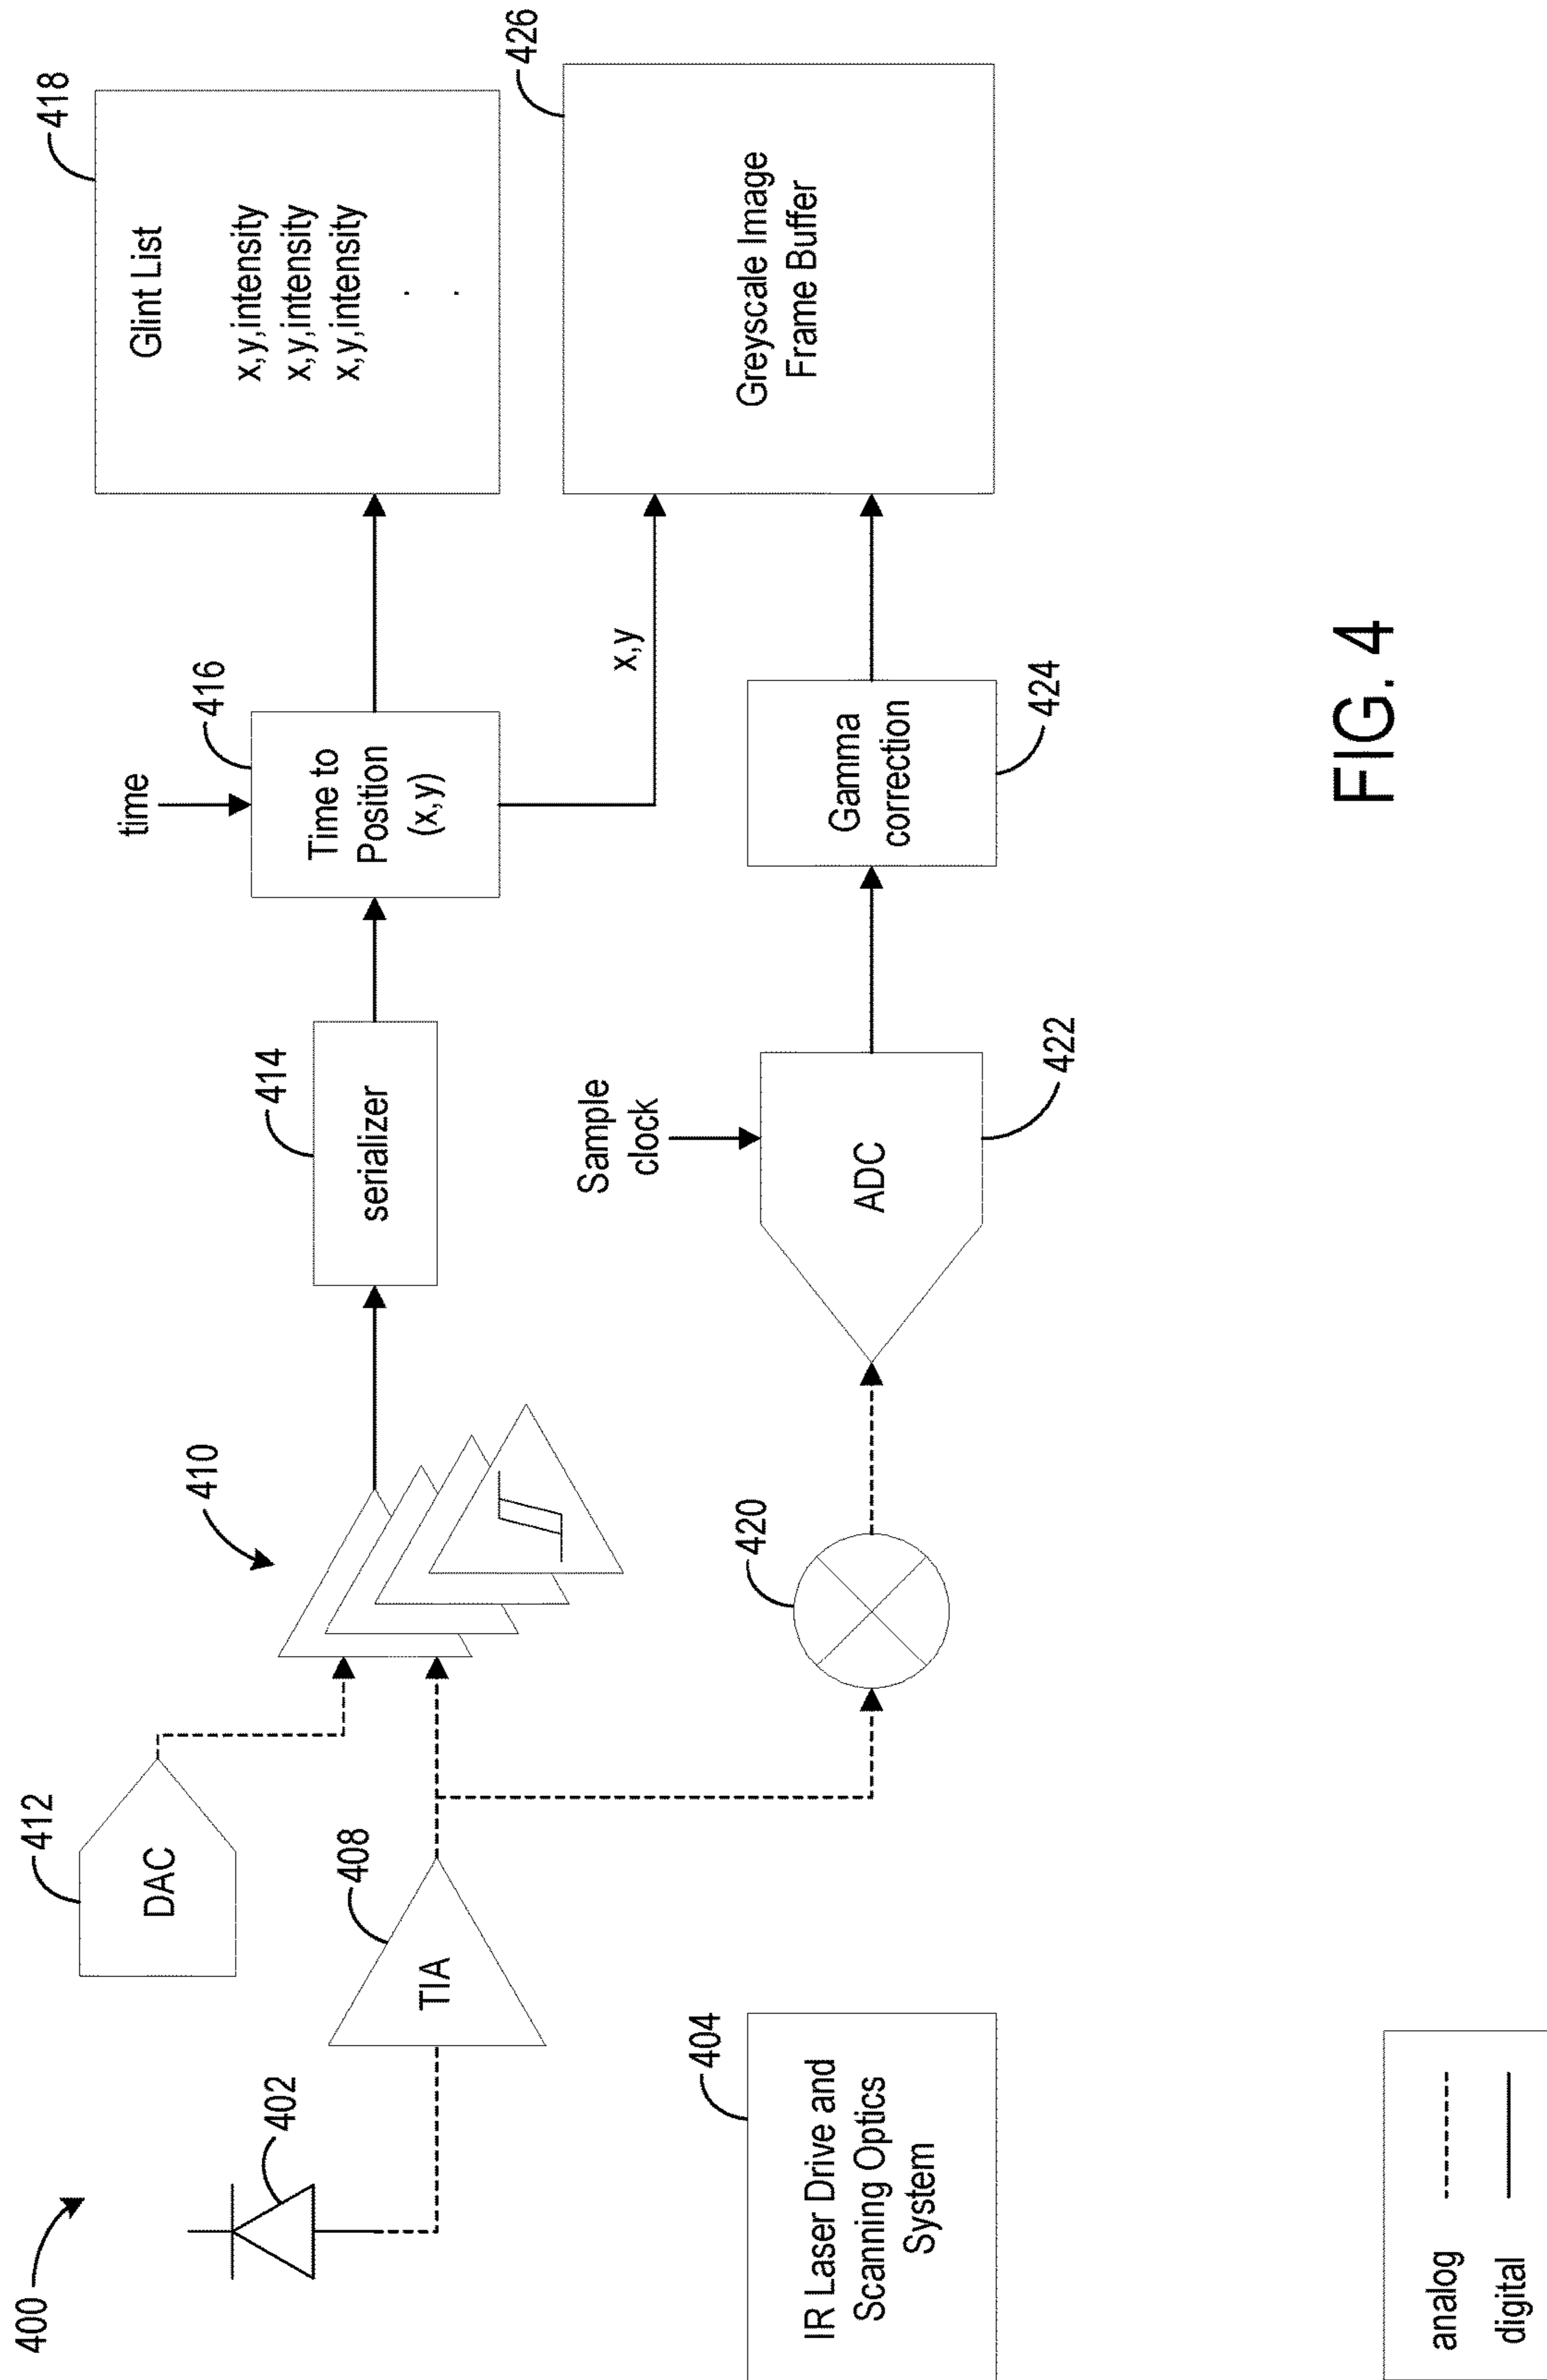 400
402
IR Laser Drive and
Scanning Optics
System
404
analog
digital
DAC
412
TIA
408
410
420
serializer
414
Sample
clock
ADC
422
time
Time to
Position
(x,y)
416
x,y
Gamma
correction
424
Glint List
x,y,intensity
x,y,intensity
x,y,intensity
.
.
418
Greyscale Image
Frame Buffer
426
FIG. 4